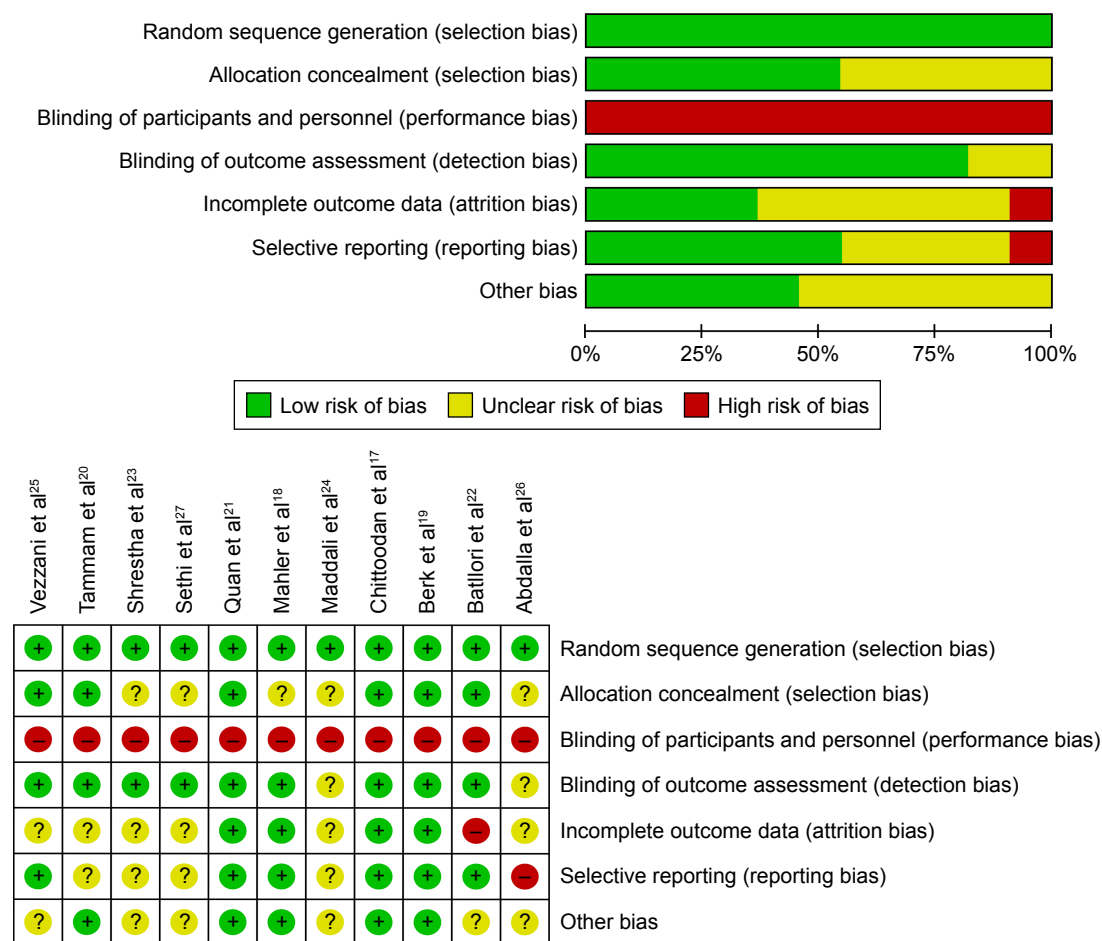 Random sequence generation (selection bias)
Allocation concealment (selection bias)
Blinding of participants and personnel (performance bias)
Blinding of outcome assessment (detection bias)
Incomplete outcome data (attrition bias)
Selective reporting (reporting bias)
Other bias
0% 25% 50% 75% 100%
Low risk of bias Unclear risk of bias High risk of bias
Vezzani et al25
Tammam et al20
Shrestha et al23
Sethi et al27
Quan et al21
Mahler et al18
Maddali et al24
Chittoodan et al17
Berk et al19
Batllori et al22
Abdalla et al26
+ + + + + + + + + + + Random sequence generation (selection bias)
+ + ? ? + ? ? + + + ? Allocation concealment (selection bias)
– – – – – – – – – – – Blinding of participants and personnel (performance bias)
+ + + + + + ? + + + ? Blinding of outcome assessment (detection bias)
? ? ? ? + + ? + + – ? Incomplete outcome data (attrition bias)
+ ? ? ? + + ? + + + – Selective reporting (reporting bias)
? + ? ? + + ? + + ? ? Other bias